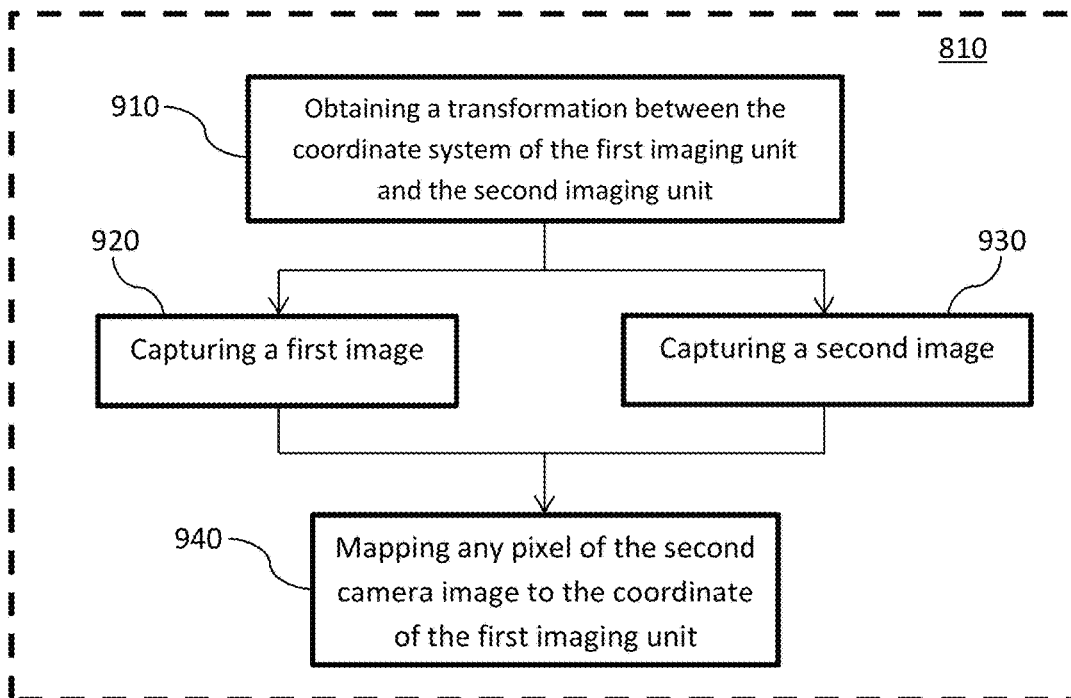 810
910
Obtaining a transformation between the
coordinate system of the first imaging unit
and the second imaging unit
920
930
Capturing a first image
Capturing a second image
940
Mapping any pixel of the second
camera image to the coordinate
of the first imaging unit